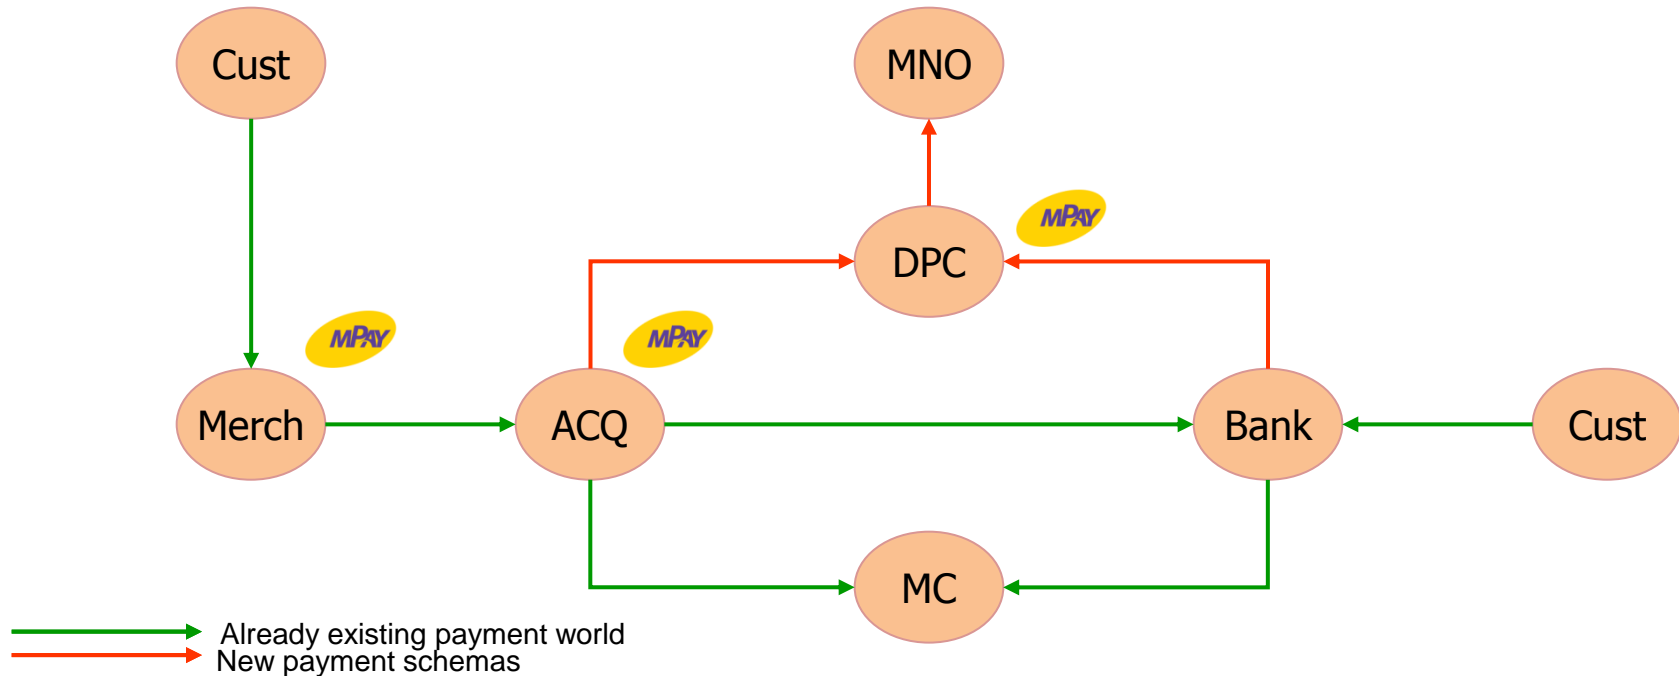 Cust
MNO
DPC
MPAY
MPAY
MPAY
Merch
ACQ
Bank
Cust
MC
Already existing payment world
New payment schemas